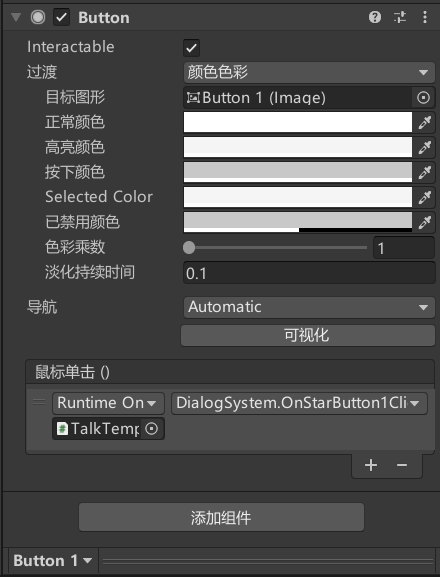 Button
Interactable
过渡 颜色色彩
目标图形 Button 1 (Image)
正常颜色
高亮颜色
按下颜色
Selected Color
已禁用颜色
色彩乘数 1
淡化持续时间 0.1
导航 Automatic
可视化
鼠标单击 ()
Runtime On DialogSystem.OnStarButton1Cli
TalkTemp
添加组件
Button 1